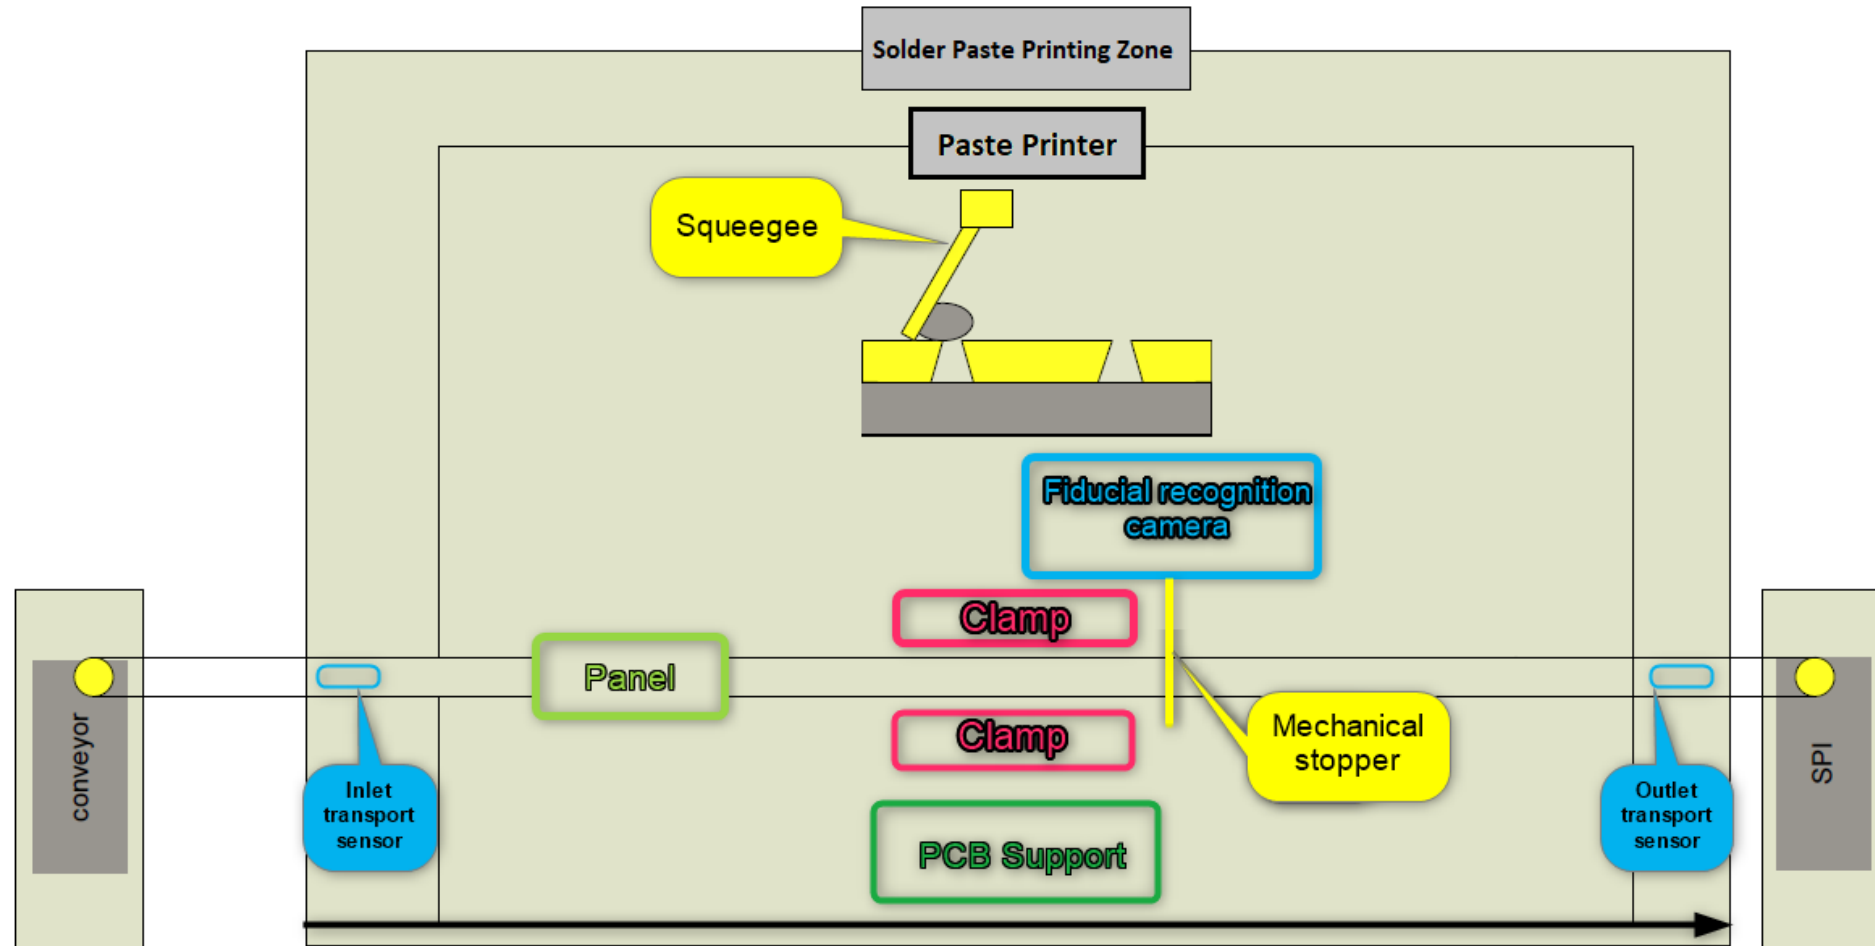 Solder Paste Printing Zone
Paste Printer
Squeegee
Fiducial recognition
camera
Clamp
Panel
Clamp
Mechanical
stopper
conveyor
Inlet
transport
sensor
PCB Support
Outlet
transport
sensor
SPI